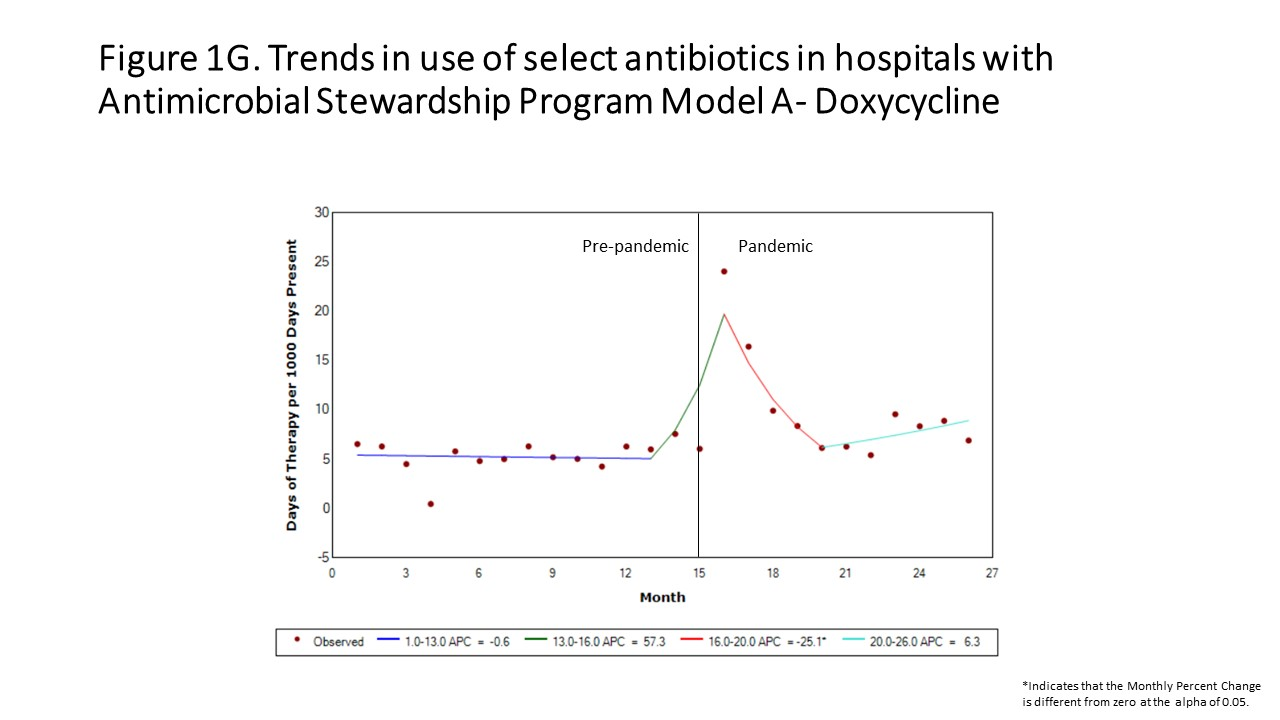 Figure 1G. Trends in use of select antibiotics in hospitals with
Antimicrobial Stewardship Program Model A- Doxycycline
30
25
20
15
10
5
0
-5
Days of Therapy per 1000 Days Present
Pre-pandemic
Pandemic
0 3 6 9 12 15 18 21 24 27
Month
Observed 1.0-13.0 APC = -0.6 13.0-16.0 APC = 57.3 16.0-20.0 APC =-25.1* 20.0-26.0 APC = 6.3
*Indicates that the Monthly Percent Change
is different from zero at the alpha of 0.05.